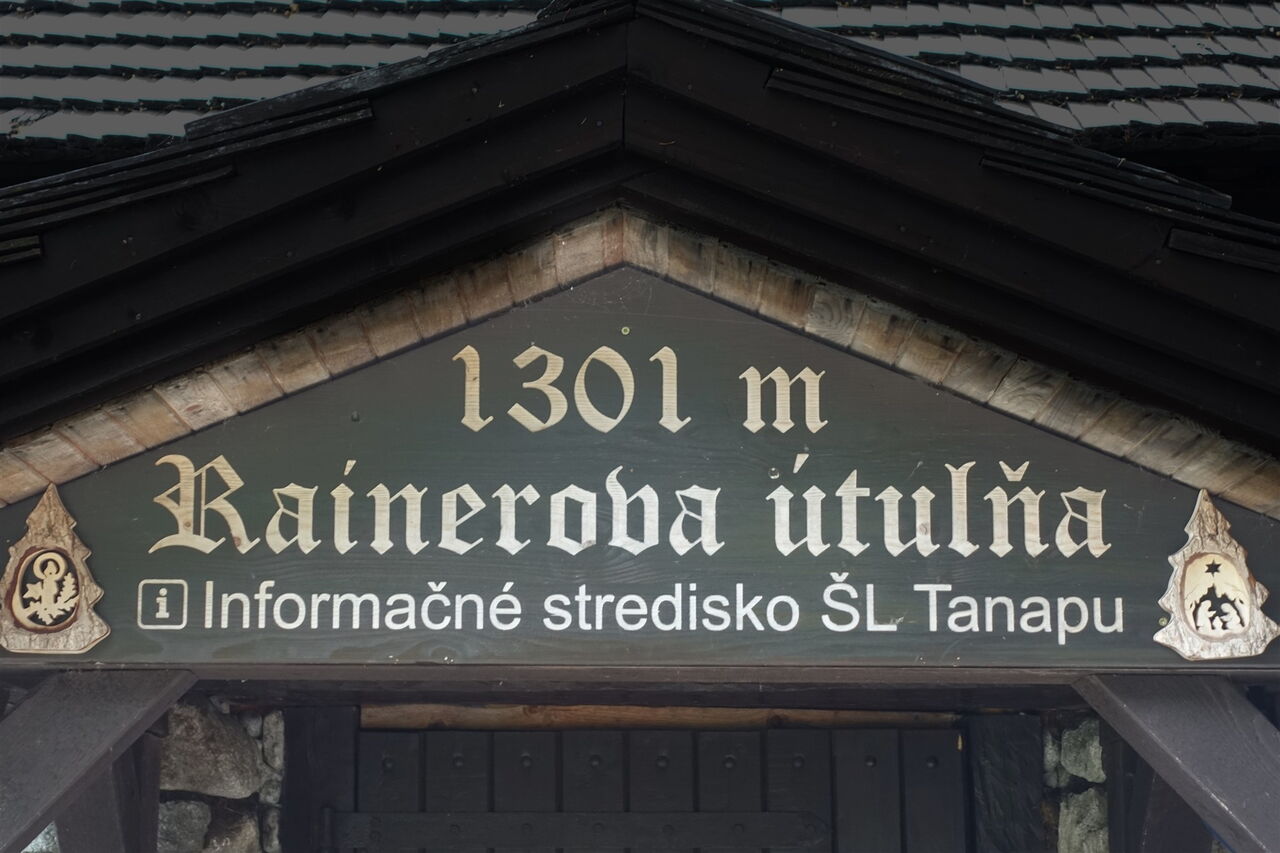 1301 m
Rainerova útulňa
i Informačné stredisko ŠL Tanapu